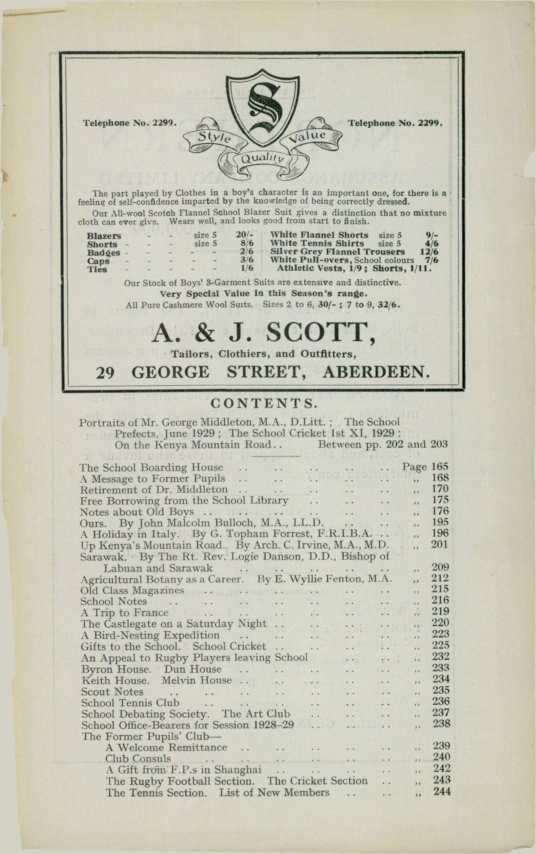 Telephone No. 2299.
S
Telephone No. 2299.
Style
Value
Quality
The part played by Clothes in a boy's character is an important one, for there is a
feeling of self-confidence imparted by the knowledge of being correctly dressed.
Our All-wool Scotch Flannel School Blazer Suit gives a distinction that no mixture
cloth can ever give. Wears well, and looks good from start to finish.
Blazers - - size 5 20/- White Flannel Shorts size 5 9/-
Shorts - - - size 5 8/6 White Tennis Shirts size 5 4/6
Badges - - - - - 2/6 Silver Grey Flannel Trousers 12/6
Caps - - - - - 3/6 White Pull-overs, School colours 7/6
Ties - - - - - 1/6 Athletic Vests, 1/9 ; Shorts, 1/11.
Our Stock of Boys' 3-Garment Suits are extensive and distinctive.
Very Special Value in this Season's range.
All Pure Cashmere Wool Suits. Sizes 2 to 6, 30/- ; 7 to 9, 32/6.
A. & J. SCOTT,
Tailors, Clothiers, and Outfitters,
29 GEORGE STREET, ABERDEEN.
CONTENTS.
Portraits of Mr. George Middleton, M.A., D.Litt. ; The School
Prefects, June 1929 ; The School Cricket 1st XI, 1929 ;
On the Kenya Mountain Road .. Between pp. 202 and 203
The School Boarding House .. .. .. .. .. Page 165
A Message to Former Pupils .. .. .. .. .. ,, 168
Retirement of Dr. Middleton .. .. .. .. .. ,, 170
Free Borrowing from the School Library .. .. .. ,, 175
Notes about Old Boys .. .. .. .. .. .. ,, 176
Ours. By John Malcolm Bulloch, M.A., LL.D. .. .. ,, 195
A Holiday in Italy. By G. Topham Forrest, F.R.I.B.A. .. ,, 196
Up Kenya's Mountain Road. By Arch. C. Irvine, M.A., M.D. ,, 201
Sarawak. By The Rt. Rev. Logie Danson, D.D., Bishop of
Labuan and Sarawak .. .. .. .. .. ,, 209
Agricultural Botany as a Career. By E. Wyllie Fenton, M.A. ,, 212
Old Class Magazines .. .. .. .. .. .. ,, 215
School Notes .. .. .. .. .. .. .. ,, 216
A Trip to France .. .. .. .. .. .. ,, 219
The Castlegate on a Saturday Night .. .. .. .. ,, 220
A Bird-Nesting Expedition .. .. .. .. .. ,, 223
Gifts to the School. School Cricket .. .. .. .. ,, 225
An Appeal to Rugby Players leaving School .. .. ,, 232
Byron House. Dun House .. .. .. .. .. ,, 233
Keith House. Melvin House .. .. .. .. .. ,, 234
Scout Notes .. .. .. .. .. .. .. ,, 235
School Tennis Club .. .. .. .. .. .. ,, 236
School Debating Society. The Art Club .. .. .. ,, 237
School Office-Bearers for Session 1928-29 .. .. .. ,, 238
The Former Pupils' Club—
A Welcome Remittance .. .. .. .. .. ,, 239
Club Consuls .. .. .. .. .. .. ,, 240
A Gift from F.P.s in Shanghai .. .. .. .. ,, 242
The Rugby Football Section. The Cricket Section .. ,, 243
The Tennis Section. List of New Members .. .. ,, 244